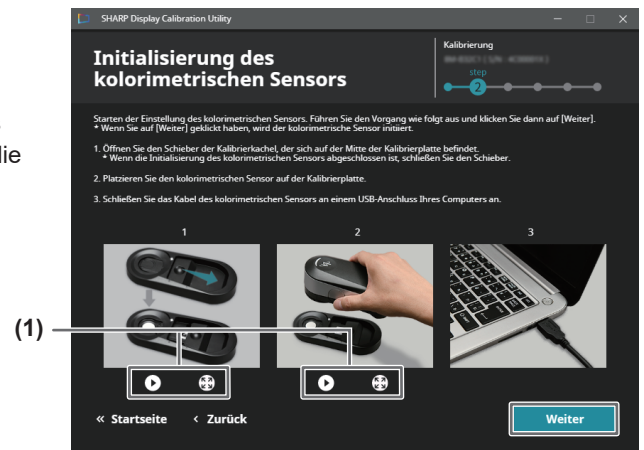 SHARP Display Calibration Utility
Initialisierung des
kolorimetrischen Sensors
Kalibrierung
step
2
Starten der Einstellung des kolorimetrischen Sensors. Führen Sie den Vorgang wie folgt aus und klicken Sie dann auf [Weiter].
* Wenn Sie auf [Weiter] geklickt haben, wird der kolorimetrische Sensor initiiert.
die
1. Öffnen Sie den Schieber der Kalibrierkachel, der sich auf der Mitte der Kalibrierplatte befindet.
* Wenn die Initialisierung des kolorimetrischen Sensors abgeschlossen ist, schließen Sie den Schieber.
2. Platzieren Sie den kolorimetrischen Sensor auf der Kalibrierplatte.
3. Schließen Sie das Kabel des kolorimetrischen Sensors an einem USB-Anschluss Ihres Computers an.
1 2 3
(1)
« Startseite ‹ Zurück Weiter